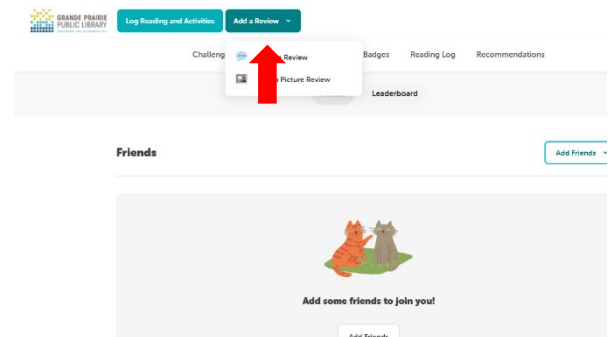 GRANDE PRAIRIE
PUBLIC LIBRARY
Log Reading and Activities
Add a Review
Challeng
Review
Badges
Reading Log
Recommendations
Picture Review
Leaderboard
Friends
Add Friends
Add some friends to join you!
Add Friends